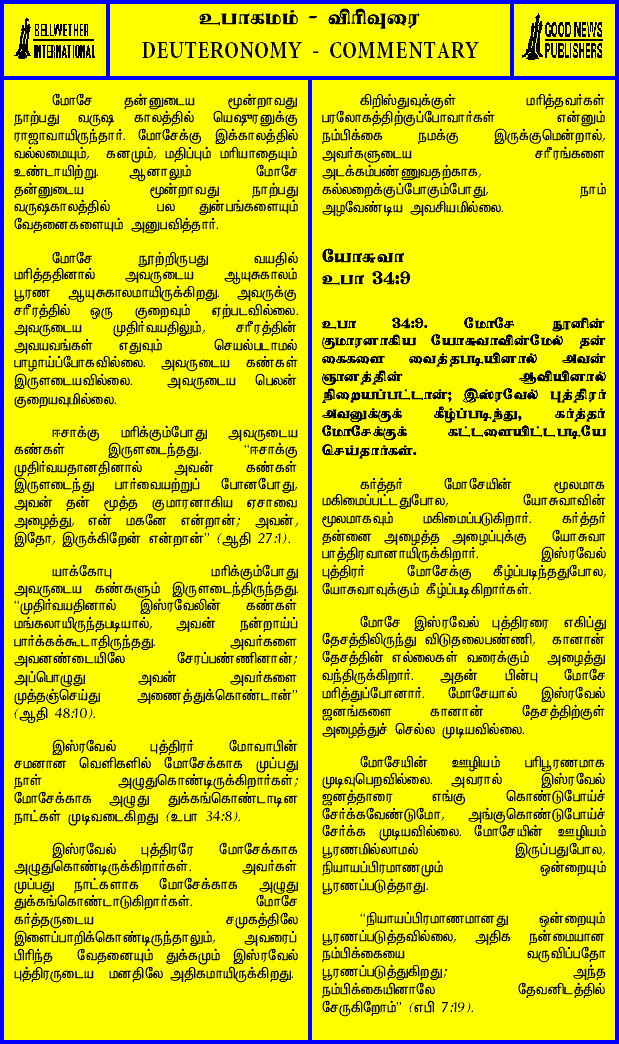 BELLWETHER
INTERNATIONAL
உபாகமம் - விரிவுரை
DEUTERONOMY - COMMENTARY
GOOD NEWS
PUBLISHERS
மோசே தன்னுடைய மூன்றாவது
நாற்பது வருஷ காலத்தில் யெஷுரனுக்கு
ராஜாவாயிருந்தார். மோசேக்கு இக்காலத்தில்
வல்லமையும், கனமும், மதிப்பும் மரியாதையும்
உண்டாயிற்று. ஆனாலும் மோசே
தன்னுடைய மூன்றாவது நாற்பது
வருஷகாலத்தில் பல துன்பங்களையும்
வேதனைகளையும் அனுபவித்தார்.
மோசே நூற்றிருபது வயதில்
மரித்ததினால் அவருடைய ஆயுசுகாலம்
பூரண ஆயுசுகாலமாயிருக்கிறது. அவருக்கு
சரீரத்தில் ஒரு குறைவும் ஏற்படவில்லை.
அவருடைய முதிர்வயதிலும், சரீரத்தின்
அவயவங்கள் எதுவும் செயல்படாமல்
பாழாய்ப்போகவில்லை. அவருடைய கண்கள்
இருளடையவில்லை. அவருடைய பெலன்
குறையவுமில்லை.
ஈசாக்கு மரிக்கும்போது அவருடைய
கண்கள் இருளடைந்தது. “ஈசாக்கு
முதிர்வயதானதினால் அவன் கண்கள்
இருளடைந்து பார்வையற்றுப் போனபோது,
அவன் தன் மூத்த குமாரனாகிய ஏசாவை
அழைத்து, என் மகனே என்றான்; அவன்,
இதோ, இருக்கிறேன் என்றான்” (ஆதி 27:1).
யாக்கோபு மரிக்கும்போது
அவருடைய கண்களும் இருளடைந்திருந்தது.
“முதிர்வயதினால் இஸ்ரவேலின் கண்கள்
மங்கலாயிருந்தபடியால், அவன் நன்றாய்ப்
பார்க்கக்கூடாதிருந்தது. அவர்களை
அவனண்டையிலே சேரப்பண்ணினான்;
அப்பொழுது அவன் அவர்களை
முத்தஞ்செய்து அணைத்துக்கொண்டான்”
(ஆதி 48:10).
இஸ்ரவேல் புத்திரர் மோவாபின்
சமனான வெளிகளில் மோசேக்காக முப்பது
நாள் அழுதுகொண்டிருக்கிறார்கள்;
மோசேக்காக அழுது துக்கங்கொண்டாடின
நாட்கள் முடிவடைகிறது (உபா 34:8).
இஸ்ரவேல் புத்திரரே மோசேக்காக
அழுதுகொண்டிருக்கிறார்கள். அவர்கள்
முப்பது நாட்களாக மோசேக்காக அழுது
துக்கங்கொண்டாடுகிறார்கள். மோசே
கர்த்தருடைய சமுகத்திலே
இளைப்பாறிக்கொண்டிருந்தாலும், அவரைப்
பிரிந்த வேதனையும் துக்கமும் இஸ்ரவேல்
புத்திரருடைய மனதிலே அதிகமாயிருக்கிறது.
கிறிஸ்துவுக்குள் மரித்தவர்கள்
பரலோகத்திற்குப்போவார்கள் என்னும்
நம்பிக்கை நமக்கு இருக்குமென்றால்,
அவர்களுடைய சரீரங்களை
அடக்கம்பண்ணுவதற்காக,
கல்லறைக்குப்போகும்போது, நாம்
அழவேண்டிய அவசியமில்லை.
யோசுவா
உபா 34:9
உபா 34:9. மோசே நூனின்
குமாரனாகிய யோசுவாவின்மேல் தன்
கைகளை வைத்தபடியினால் அவன்
ஞானத்தின் ஆவியினால்
நிறையப்பட்டான்; இஸ்ரவேல் புத்திரர்
அவனுக்குக் கீழ்ப்படிந்து, கர்த்தர்
மோசேக்குக் கட்டளையிட்டபடியே
செய்தார்கள்.
கர்த்தர் மோசேயின் மூலமாக
மகிமைப்பட்டதுபோல, யோசுவாவின்
மூலமாகவும் மகிமைப்படுகிறார். கர்த்தர்
தன்னை அழைத்த அழைப்புக்கு யோசுவா
பாத்திரவானாயிருக்கிறார். இஸ்ரவேல்
புத்திரர் மோசேக்கு கீழ்ப்படிந்ததுபோல,
யோசுவாவுக்கும் கீழ்ப்படிகிறார்கள்.
மோசே இஸ்ரவேல் புத்திரரை எகிப்து
தேசத்திலிருந்து விடுதலைபண்ணி, கானான்
தேசத்தின் எல்லைகள் வரைக்கும் அழைத்து
வந்திருக்கிறார். அதன் பின்பு மோசே
மரித்துப்போனார். மோசேயால் இஸ்ரவேல்
ஜனங்களை கானான் தேசத்திற்குள்
அழைத்துச் செல்ல முடியவில்லை.
மோசேயின் ஊழியம் பரிபூரணமாக
முடிவுபெறவில்லை. அவரால் இஸ்ரவேல்
ஜனத்தாரை எங்கு கொண்டுபோய்ச்
சேர்க்கவேண்டுமோ, அங்குகொண்டுபோய்ச்
சேர்க்க முடியவில்லை. மோசேயின் ஊழியம்
பூரணமில்லாமல் இருப்பதுபோல,
நியாயப்பிரமாணமும் ஒன்றையும்
பூரணப்படுத்தாது.
“நியாயப்பிரமாணமானது ஒன்றையும்
பூரணப்படுத்தவில்லை, அதிக நன்மையான
நம்பிக்கையை வருவிப்பதோ
பூரணப்படுத்துகிறது; அந்த
நம்பிக்கையினாலே தேவனிடத்தில்
சேருகிறோம்” (எபி 7:19).